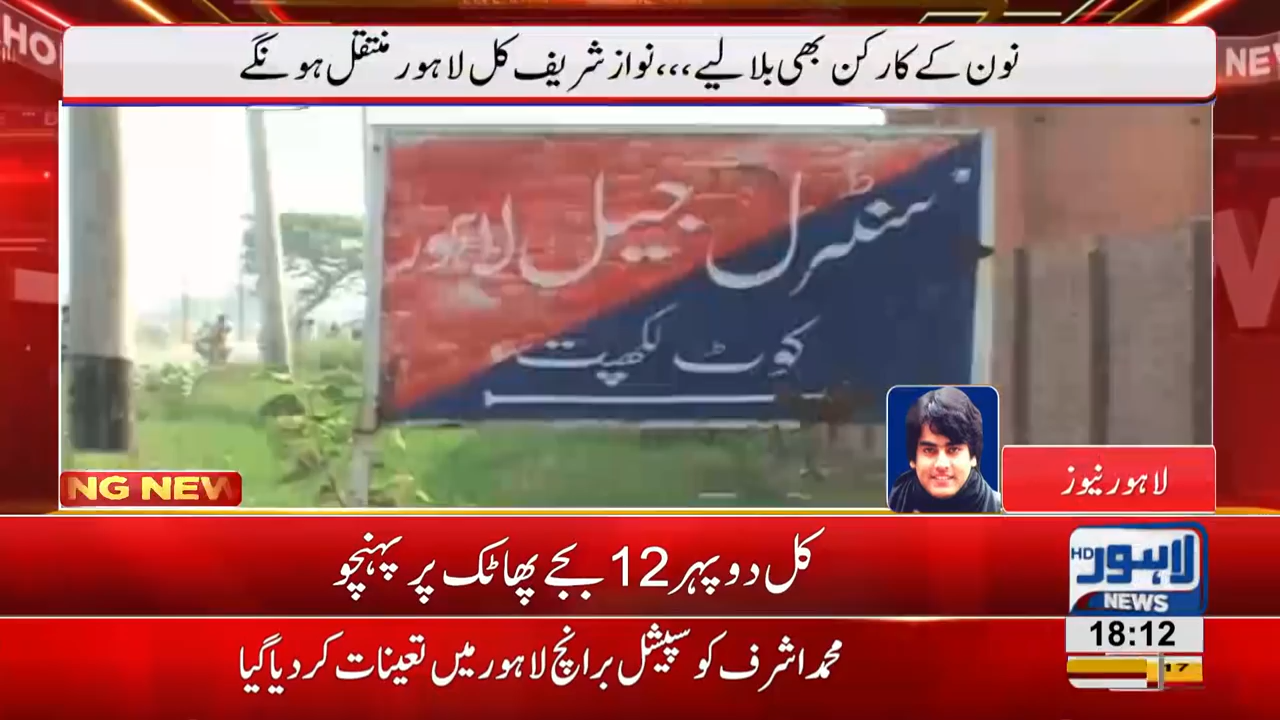 نون کے کارکن بھی بلا لیے،،،نواز شریف کل لاہور منتقل ہونگے
سنٹرل جیل لاہور
کوٹ لکھپت
NG NEW
لاہور نیوز
کل دوپہر 12 بجے پھاٹک پر پہنچو
محمد اشرف کو سپیشل برانچ لاہور میں تعینات کر دیا گیا
HD لاہور
NEWS
18:12
HO
NEW